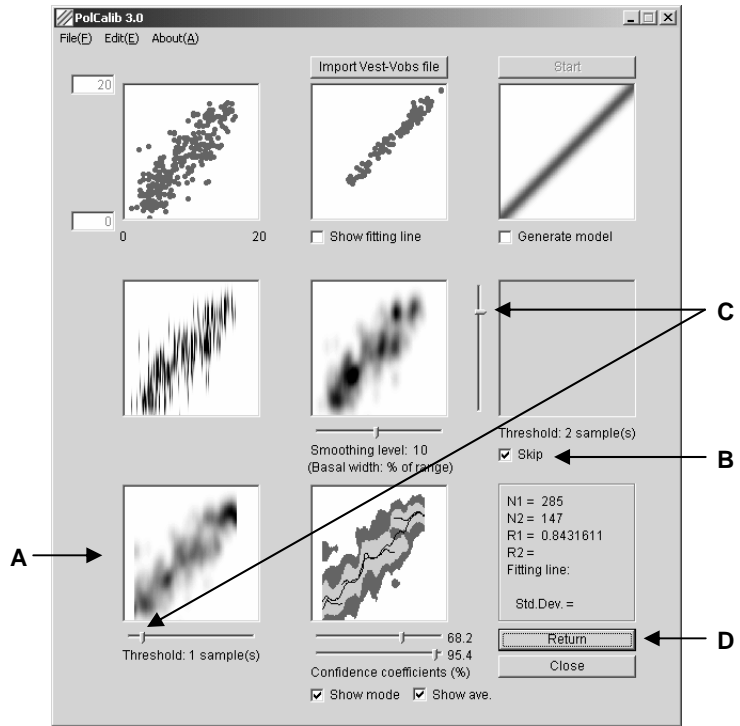 PolCalib 3.0
File(F) Edit(E) About(A)
Import Vest-Vobs file
Start
20
0
0 20
Show fitting line
Generate model
C
Smoothing level: 10
(Basal width: % of range)
Threshold: 2 sample(s)
Skip
B
N1 = 285
N2 = 147
R1 = 0.8431611
R2 =
Fitting line:
Std.Dev. =
A
Threshold: 1 sample(s)
68.2
95.4
Confidence coefficients (%)
Show mode Show ave.
Return
D
Close